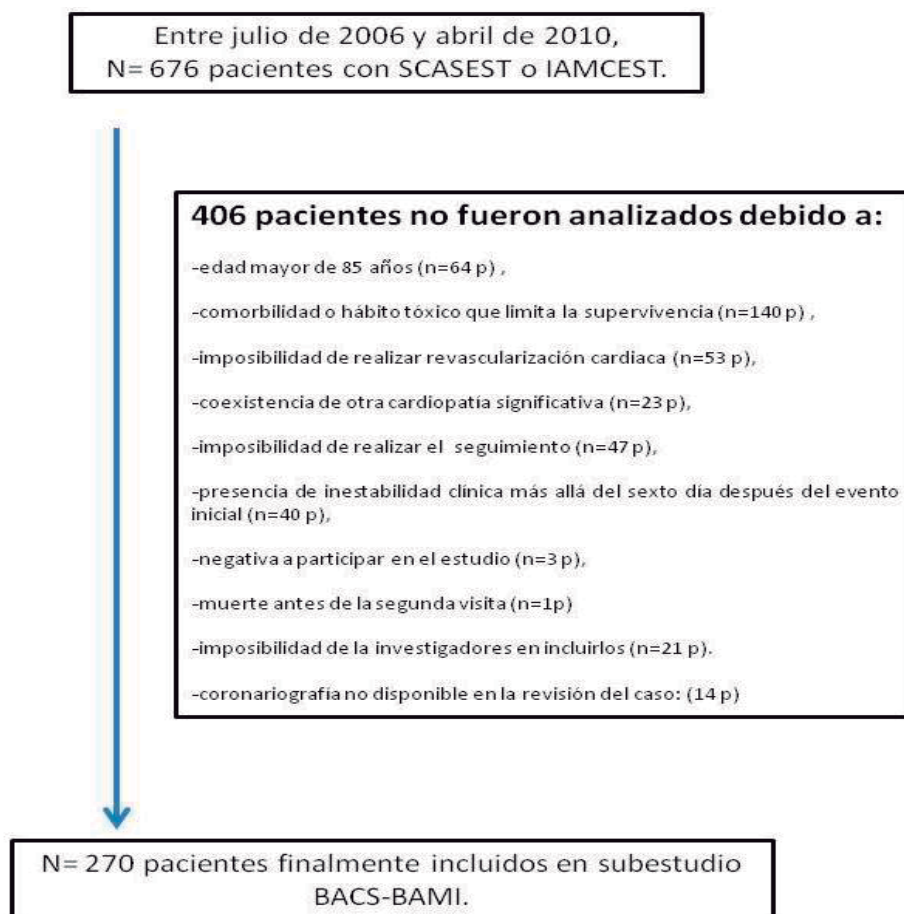 Entre julio de 2006 y abril de 2010,
N= 676 pacientes con SCASEST o IAMCEST.
406 pacientes no fueron analizados debido a:
-edad mayor de 85 años (n=64 p) ,
-comorbilidad o hábito tóxico que limita la supervivencia (n=140 p) ,
-imposibilidad de realizar revascularización cardiaca (n=53 p),
-coexistencia de otra cardiopatía significativa (n=23 p),
-imposibilidad de realizar el seguimiento (n=47 p),
-presencia de inestabilidad clínica más allá del sexto día después del evento
inicial (n=40 p),
-negativa a participar en el estudio (n=3 p),
-muerte antes de la segunda visita (n=1p)
-imposibilidad de la investigadores en incluirlos (n=21 p).
-coronariografía no disponible en la revisión del caso: (14 p)
N= 270 pacientes finalmente incluidos en subestudio
BACS-BAMI.